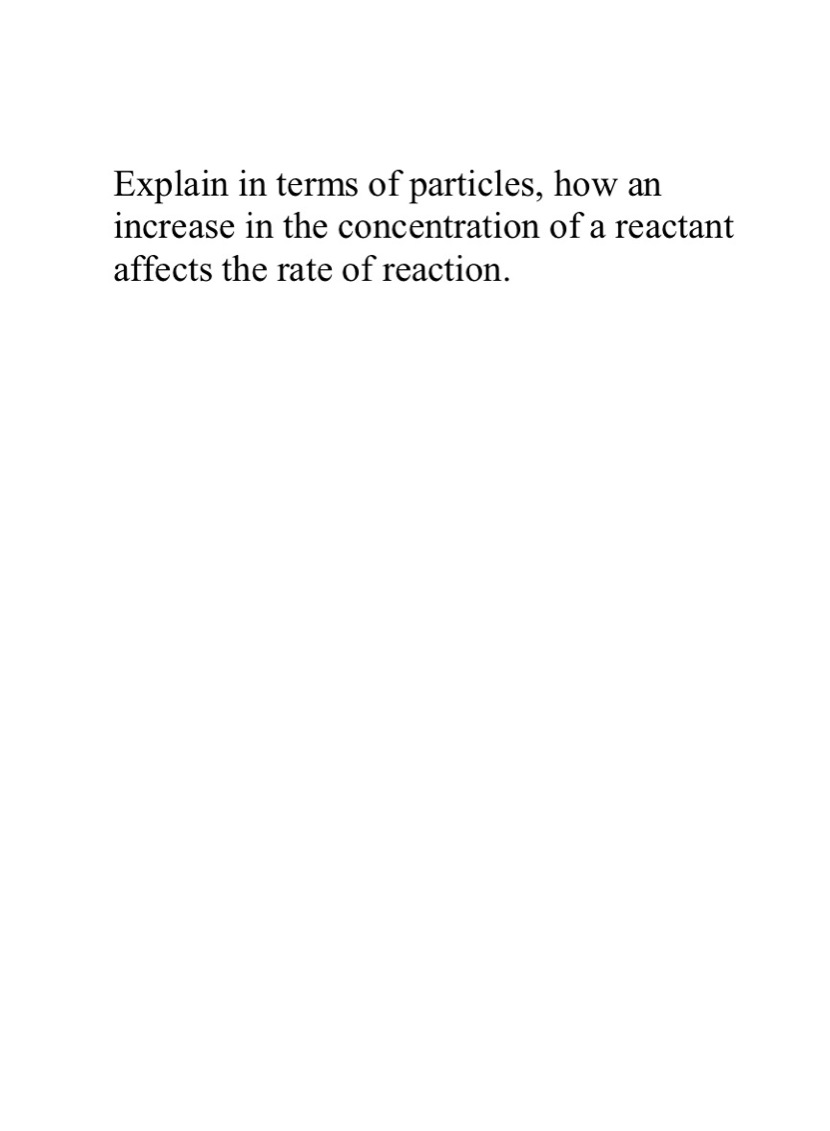 Explain in terms of particles, how an
increase in the concentration of a reactant
affects the rate of reaction.